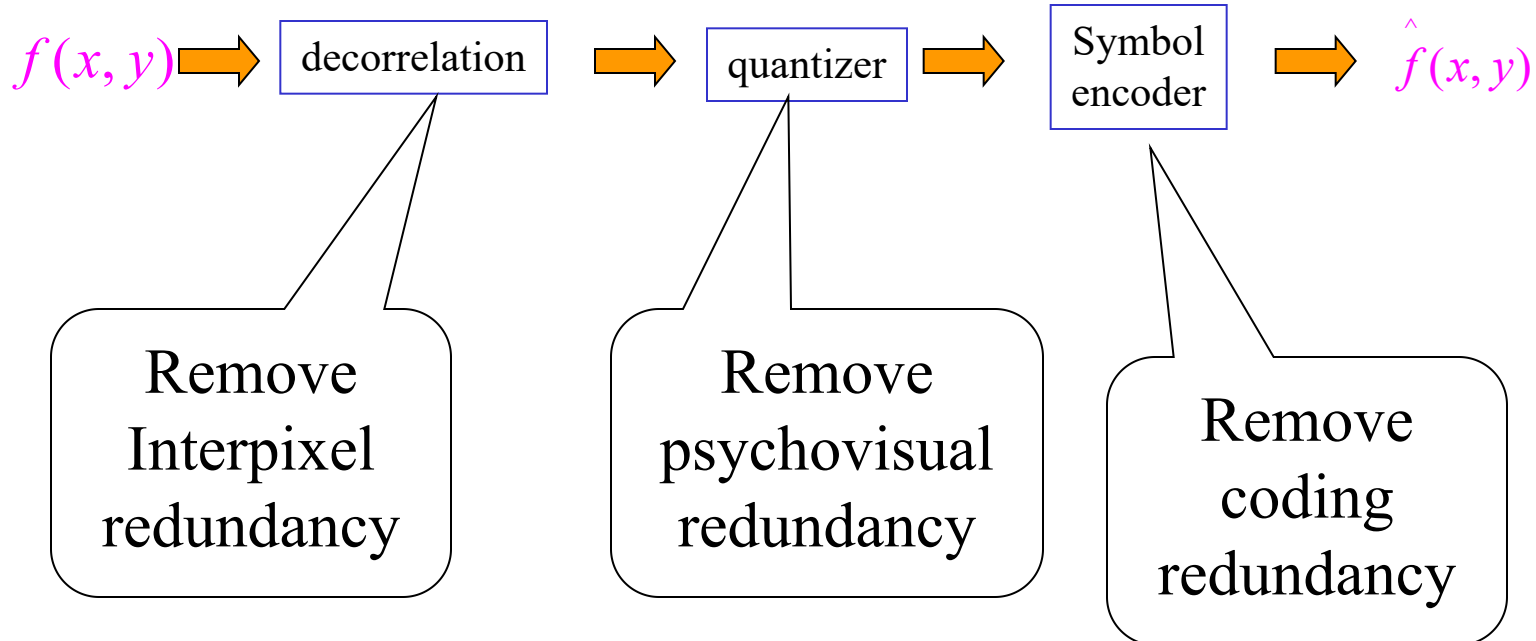 f(x, y)
decorrelation
quantizer
Symbol
encoder
^
f(x, y)
Remove
Interpixel
redundancy
Remove
psychovisual
redundancy
Remove
coding
redundancy